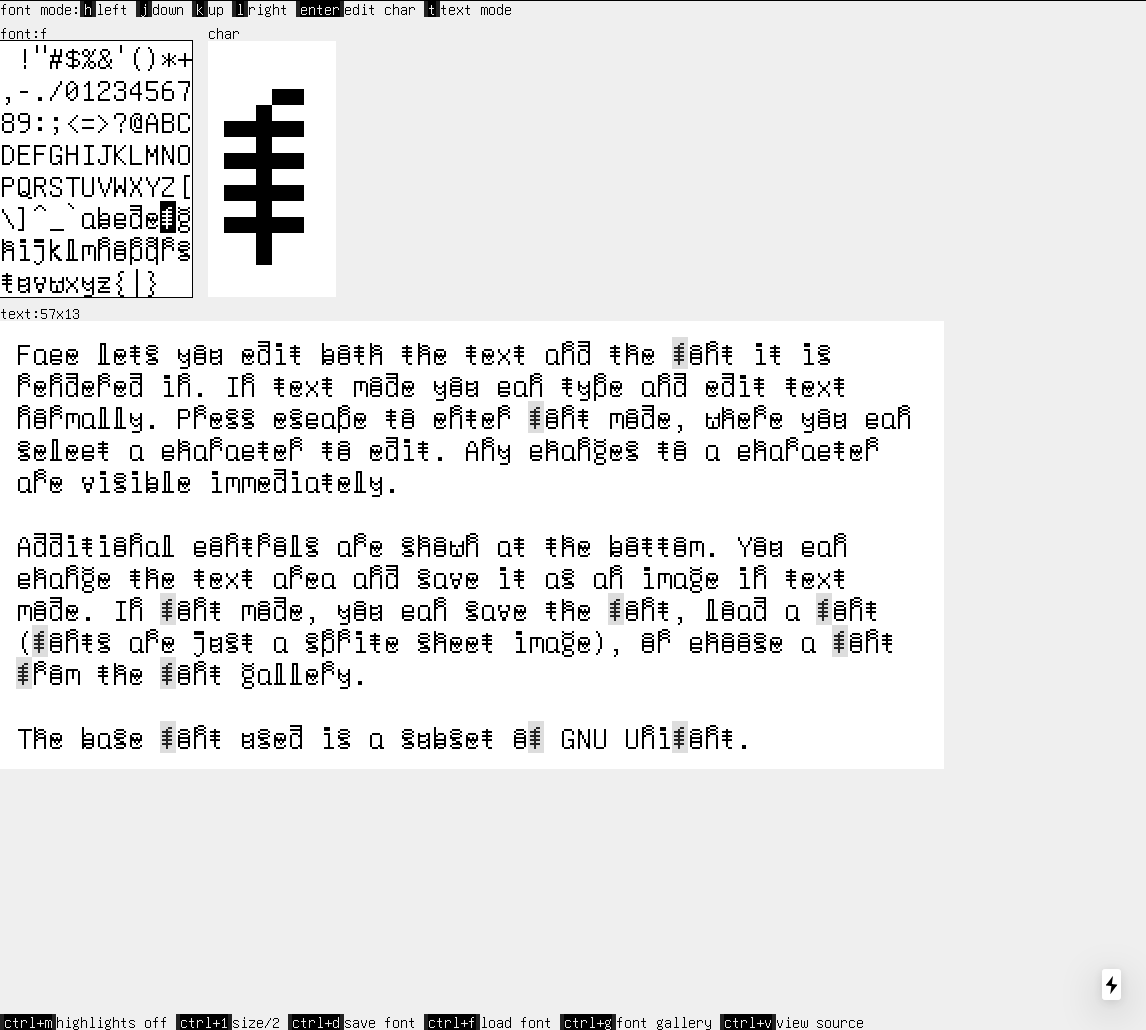 font mode: h left j down k up l right enter edit char t text mode
font:f
char
 !"#$%&'()*+
,-./01234567
89:;<=>?@ABC
DEFGHIJKLMNO
PQRSTUVWXYZ[
\]^_`abcdefg
hijklmnopqrs
tuvwxyz{|}
text:57x13
Face lets you edit both the text and the font it is
rendered in. In text mode you can type and edit text
normally. Press escape to enter font mode, where you can
select a character to edit. Any changes to a character
are visible immediately.
Additional controls are shown at the bottom. You can
change the text area and save it as an image in text
mode. In font mode, you can save the font, load a font
(fonts are just a sprite sheet image), or choose a font
from the font gallery.
The base font used is a subset of GNU Unifont.
ctrl+m highlights off ctrl+1 size/2 ctrl+d save font ctrl+f load font ctrl+g font gallery ctrl+v view source